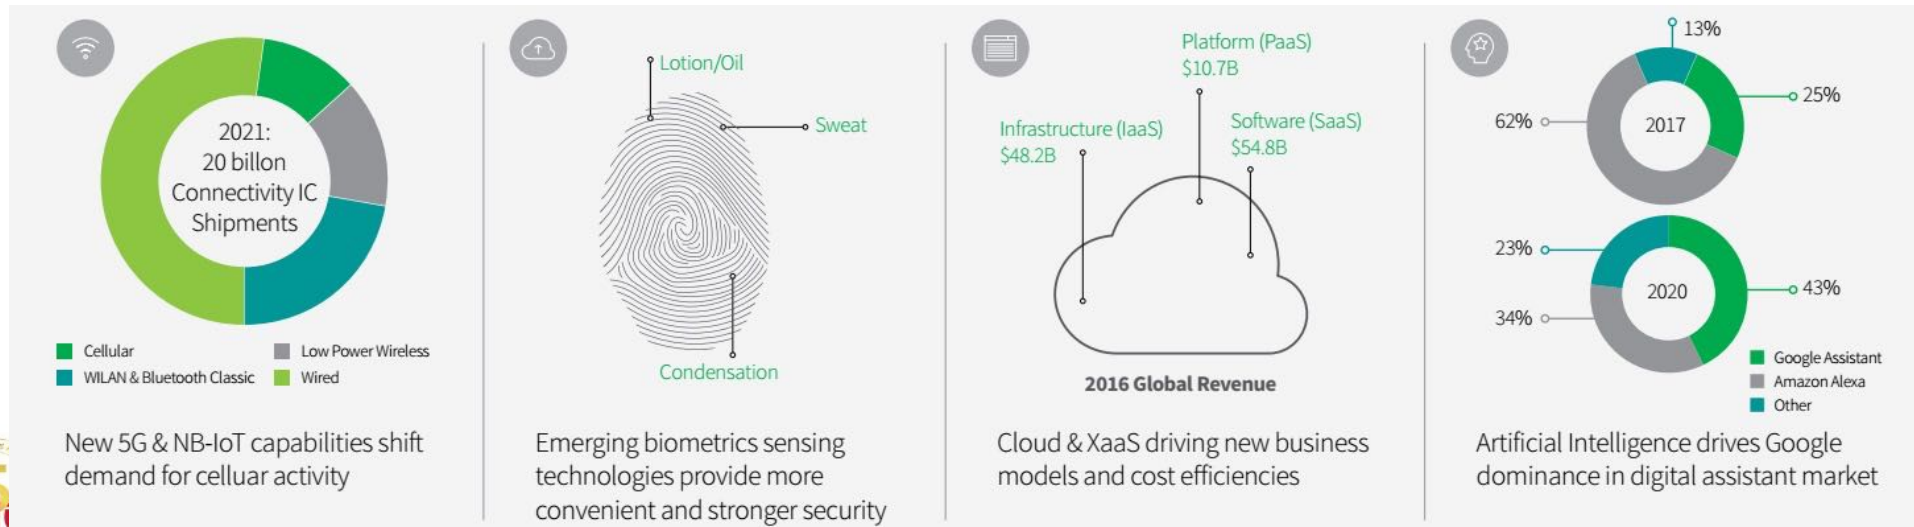 2021:
20 billon
Connectivity IC
Shipments
Cellular
Low Power Wireless
WILAN & Bluetooth Classic
Wired
New 5G & NB-IoT capabilities shift
demand for celluar activity
Lotion/Oil
Sweat
Condensation
Emerging biometrics sensing
technologies provide more
convenient and stronger security
Platform (PaaS)
$10.7B
Infrastructure (IaaS)
$48.2B
Software (SaaS)
$54.8B
2016 Global Revenue
Cloud & XaaS driving new business
models and cost efficiencies
13%
25%
62%
2017
23%
43%
34%
2020
Google Assistant
Amazon Alexa
Other
Artificial Intelligence drives Google
dominance in digital assistant market